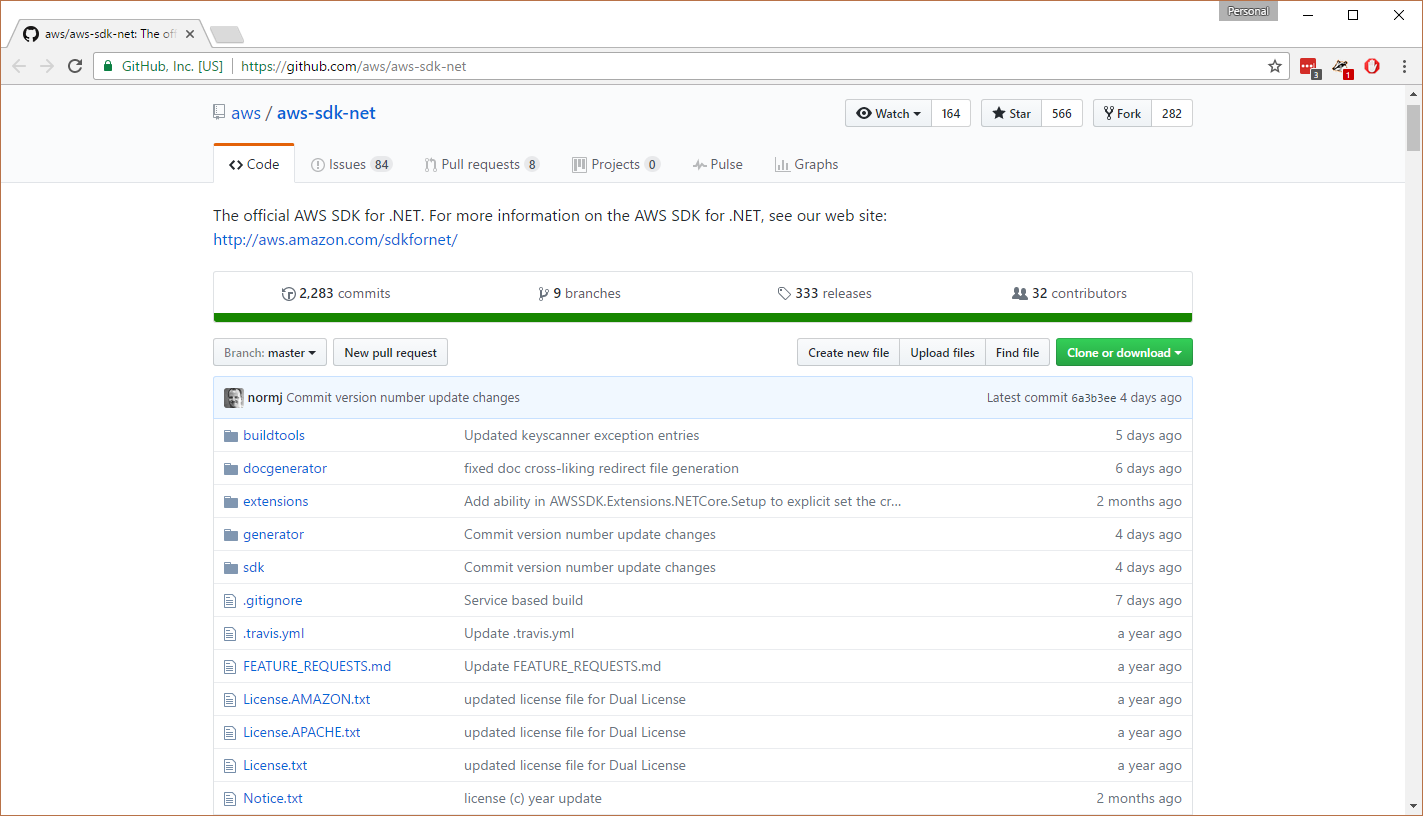 Personal
aws/aws-sdk-net: The off
GitHub, Inc. [US] https://github.com/aws/aws-sdk-net 3 1
aws / aws-sdk-net Watch 164 Star 566 Fork 282
Code Issues 84 Pull requests 8 Projects 0 Pulse Graphs
The official AWS SDK for .NET. For more information on the AWS SDK for .NET, see our web site:
http://aws.amazon.com/sdkfornet/
2,283 commits 9 branches 333 releases 32 contributors
Branch: master New pull request Create new file Upload files Find file Clone or download
normj Commit version number update changes Latest commit 6a3b3ee 4 days ago
buildtools Updated keyscanner exception entries 5 days ago
docgenerator fixed doc cross-liking redirect file generation 6 days ago
extensions Add ability in AWSSDK.Extensions.NETCore.Setup to explicit set the cr... 2 months ago
generator Commit version number update changes 4 days ago
sdk Commit version number update changes 4 days ago
.gitignore Service based build 7 days ago
.travis.yml Update .travis.yml a year ago
FEATURE_REQUESTS.md Update FEATURE_REQUESTS.md a year ago
License.AMAZON.txt updated license file for Dual License a year ago
License.APACHE.txt updated license file for Dual License a year ago
License.txt updated license file for Dual License a year ago
Notice.txt license (c) year update 2 months ago